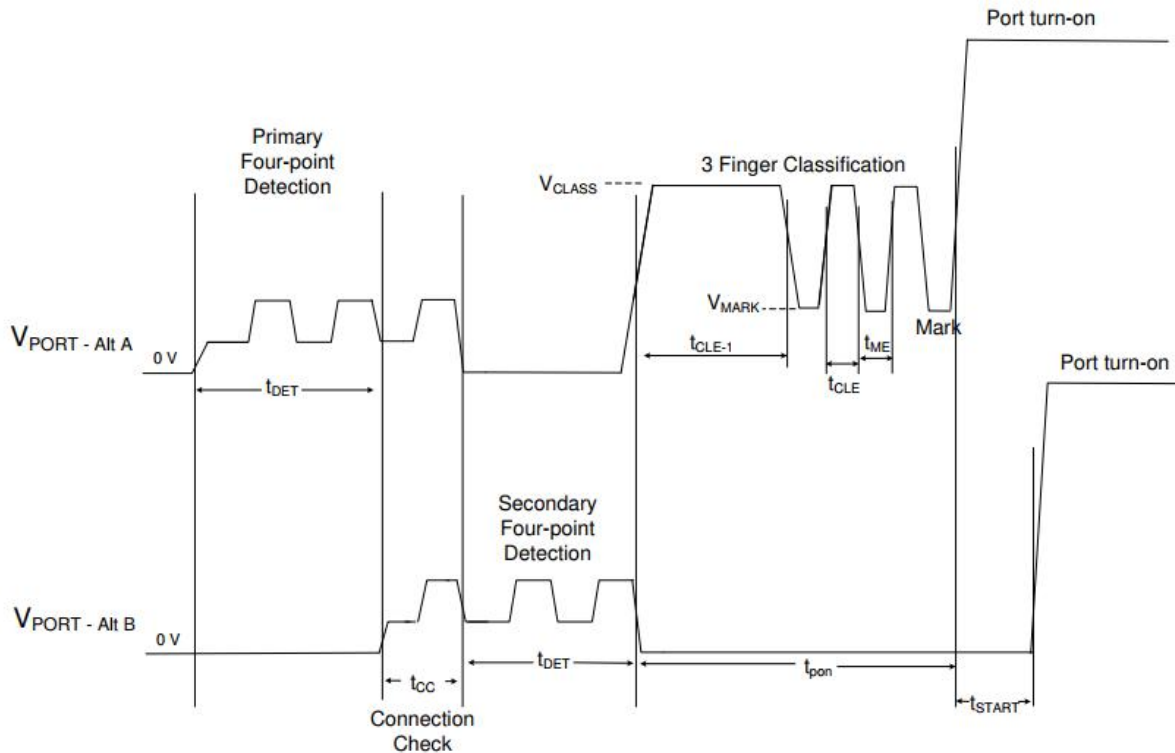 Port turn-on
Primary
Four-point
Detection
3 Finger Classification
VCLASS
VMARK
Mark
VPORT - Alt A
0 V
tDET
tCLE-1
tCLE
tME
Port turn-on
Secondary
Four-point
Detection
VPORT - Alt B
0 V
tCC
tDET
tpon
tSTART
Connection
Check